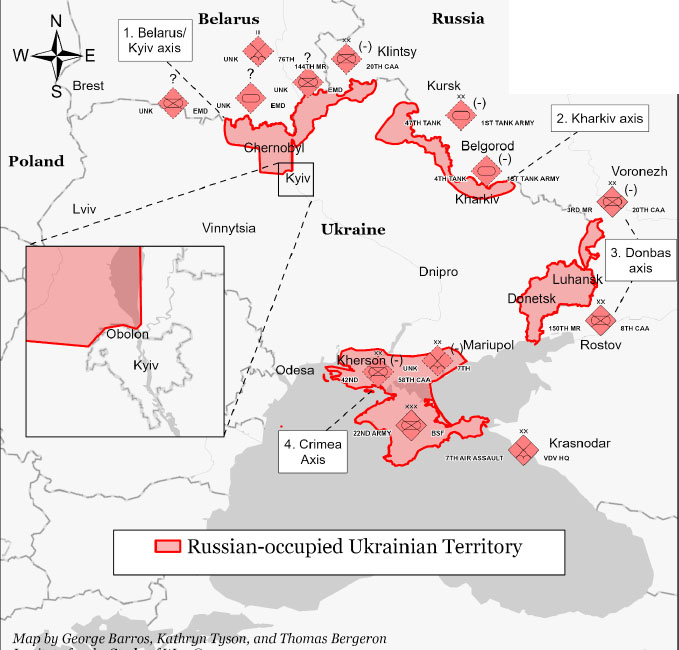 Belarus
Russia
N
W E
S
1. Belarus/
Kyiv axis
II
UNK 76TH
?
144TH MR EMD
XX
(-)
20TH CAA
Klintsy
Brest
?
UNK EMD
?
UNK EMD
Kursk
XX
(-)
47TH TANK 1ST TANK ARMY
2. Kharkiv axis
Chernobyl
Belgorod
(-)
4TH TANK 1ST TANK ARMY
Kharkiv
Poland
Kyiv
Voronezh
XX
(-)
3RD MR 20TH CAA
Lviv
Vinnytsia
Ukraine
3. Donbas
axis
Dnipro
Luhansk
Donetsk
XX
150TH MR 8TH CAA
Rostov
Obolon
Kyiv
Odesa
Kherson
XX
(-)
42ND 58TH CAA
XX
(-)
UNK 7TH
Mariupol
XXX
22ND ARMY BSF
4. Crimea
Axis
XX
7TH AIR ASSAULT VDV HQ
Krasnodar
Russian-occupied Ukrainian Territory
Map by George Barros, Kathryn Tyson, and Thomas Bergeron